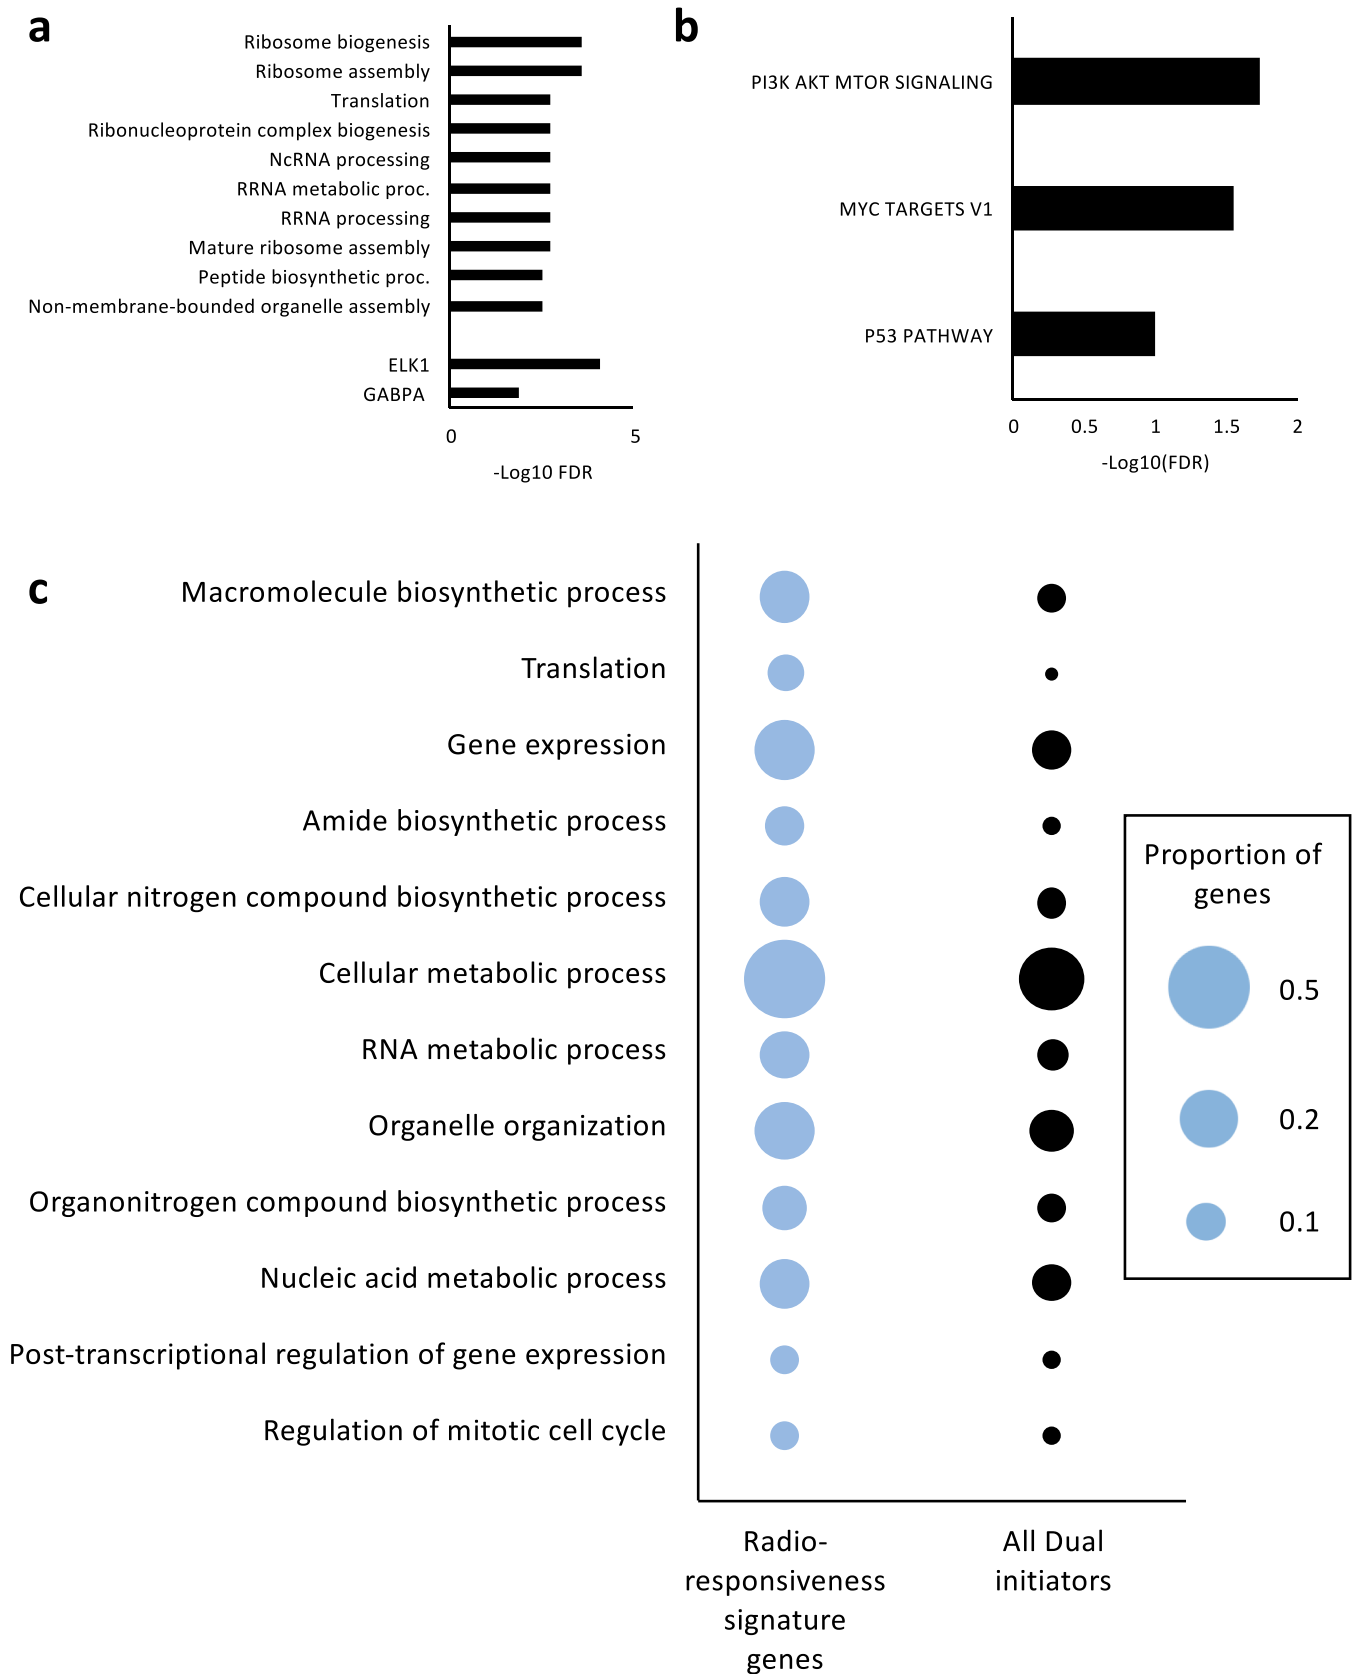 a
Ribosome biogenesis
Ribosome assembly
Translation
Ribonucleoprotein complex biogenesis
NcRNA processing
RRNA metabolic proc.
RRNA processing
Mature ribosome assembly
Peptide biosynthetic proc.
Non-membrane-bounded organelle assembly
ELK1
GABPA
0 5
-Log10 FDR
b
PI3K AKT MTOR SIGNALING
MYC TARGETS V1
P53 PATHWAY
0 0.5 1 1.5 2
-Log10(FDR)
c
Macromolecule biosynthetic process
Translation
Gene expression
Amide biosynthetic process
Cellular nitrogen compound biosynthetic process
Cellular metabolic process
RNA metabolic process
Organelle organization
Organonitrogen compound biosynthetic process
Nucleic acid metabolic process
Post-transcriptional regulation of gene expression
Regulation of mitotic cell cycle
Radio-
responsiveness
signature
genes
All Dual
initiators
Proportion of
genes
0.5
0.2
0.1